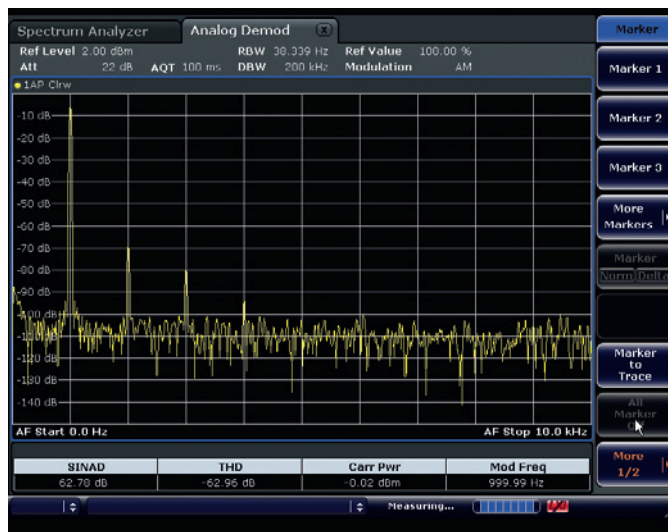 Spectrum Analyzer
Analog Demod
Marker
Ref Level 2.00 dBm RBW 38.339 Hz Ref Value 100.00 %
Att 22 dB AQT 100 ms DBW 200 kHz Modulation AM
1AP Clrw
Marker 1
Marker 2
Marker 3
More
Markers
Marker
Norm Delta
Marker
to
Trace
All
Marker
More
1/2
-10 dB
-20 dB
-30 dB
-40 dB
-50 dB
-60 dB
-70 dB
-80 dB
-90 dB
-120 dB
-130 dB
-140 dB
AF Start 0.0 Hz AF Stop 10.0 kHz
SINAD THD Carr Pwr Mod Freq
62.78 dB -62.96 dB -0.02 dBm 999.99 Hz
Measuring...